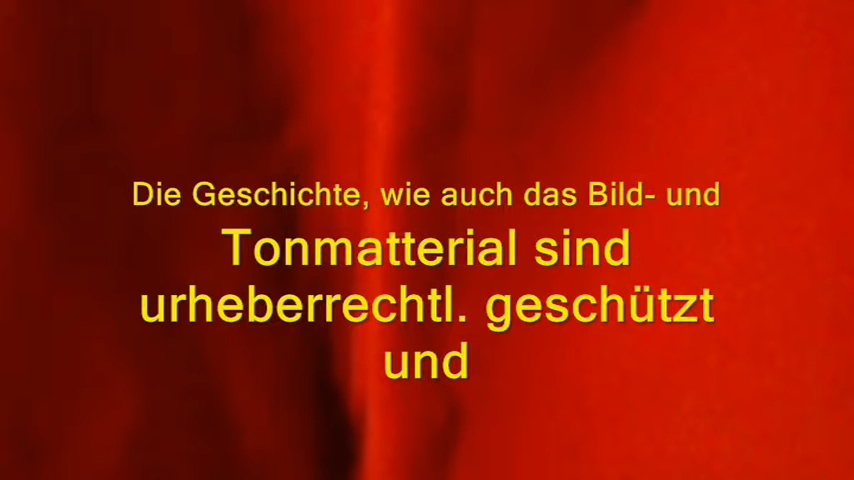 Die Geschichte, wie auch das Bild- und
Tonmatterial sind
urheberrechtl. geschützt
und